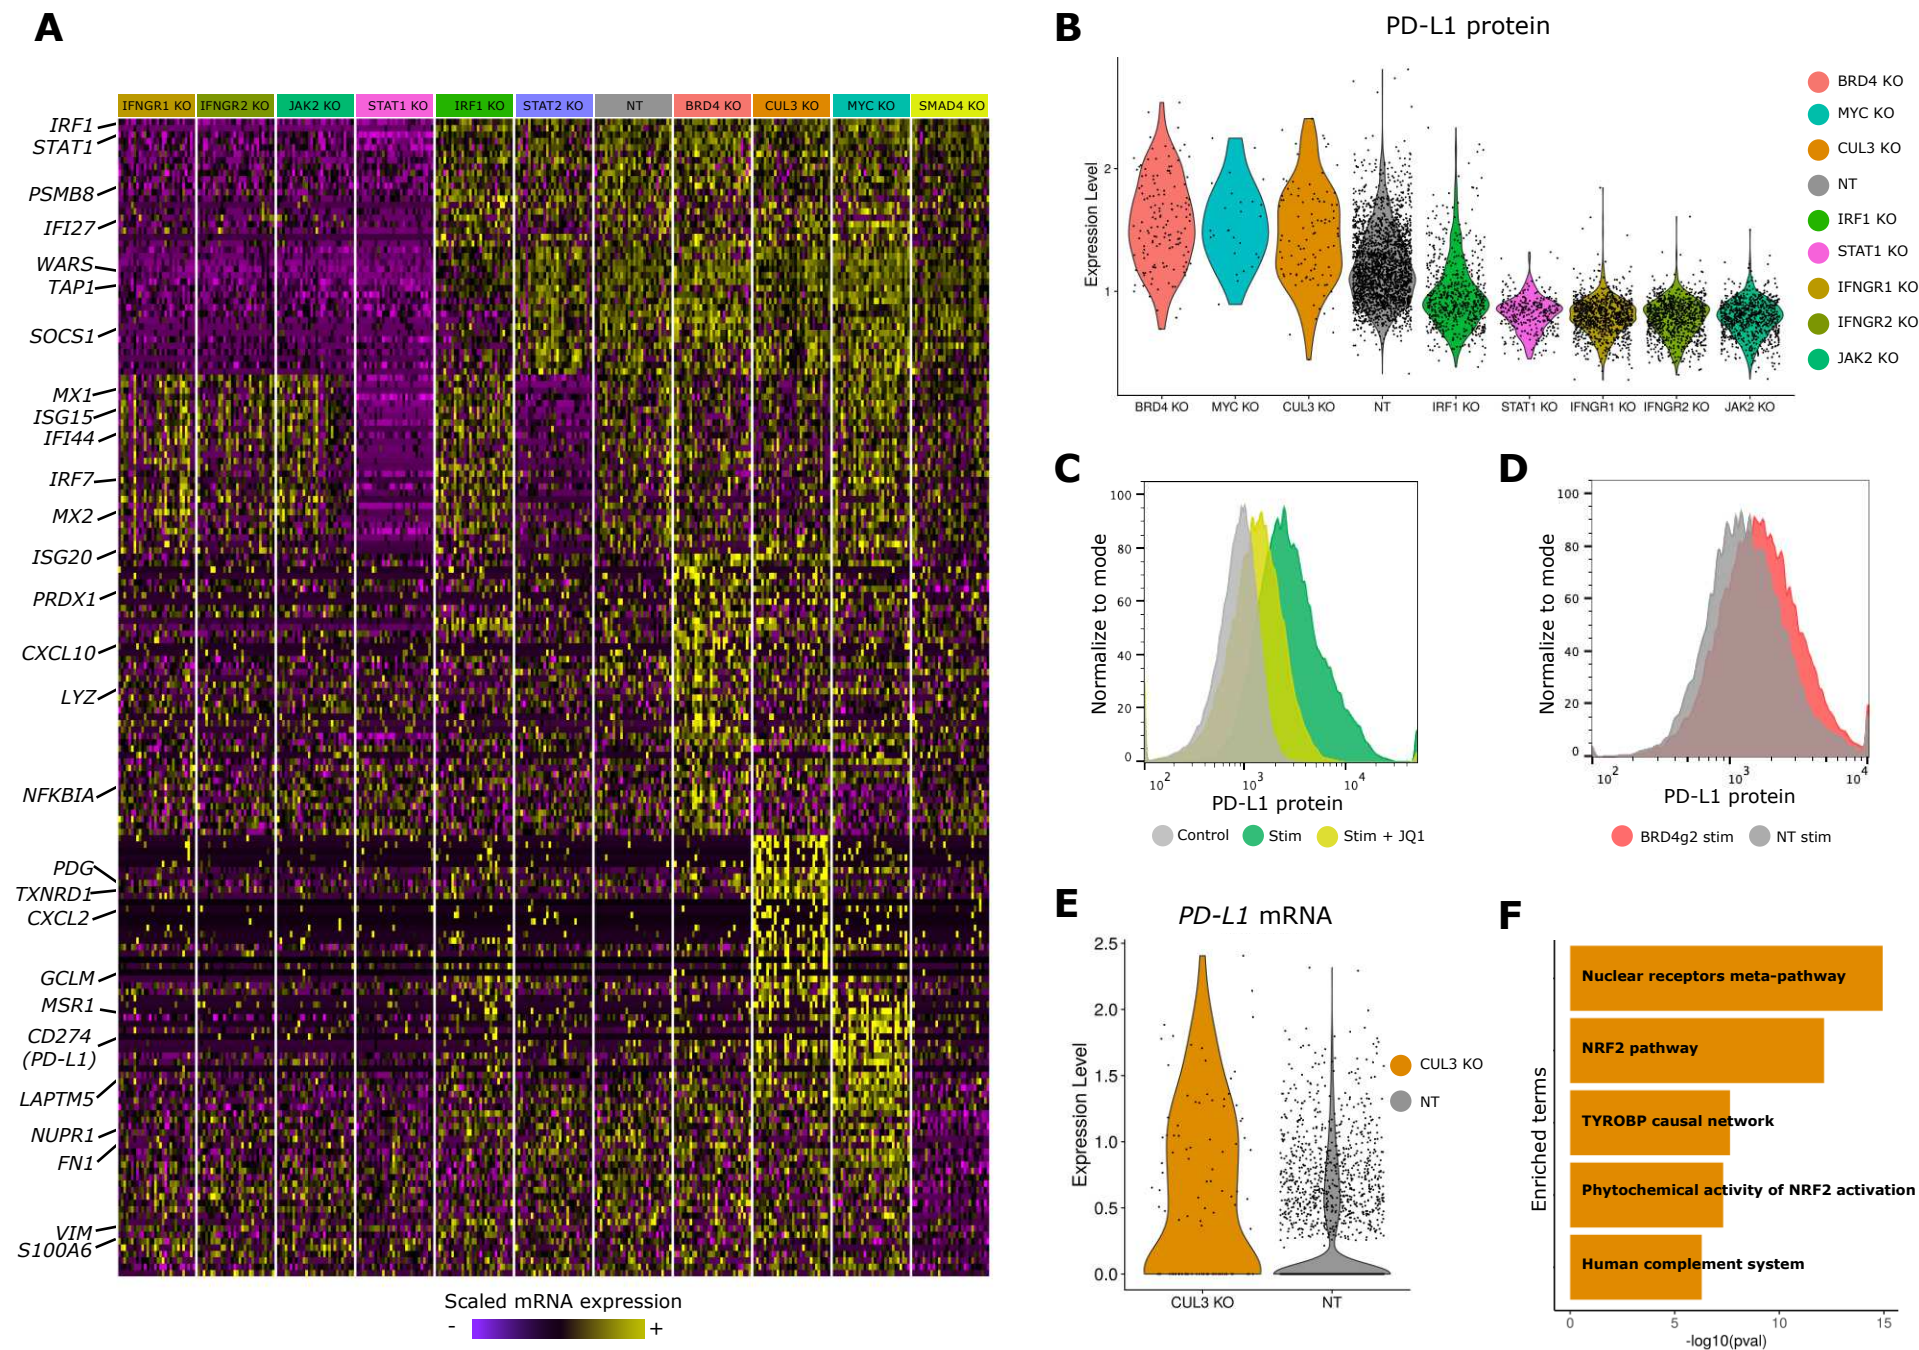 A
IFNGR1 KO
IFNGR2 KO
JAK2 KO
STAT1 KO
IRF1 KO
STAT2 KO
NT
BRD4 KO
CUL3 KO
MYC KO
SMAD4 KO
IRF1
STAT1
PSMB8
IFI27
WARS
TAP1
SOCS1
MX1
ISG15
IFI44
IRF7
MX2
ISG20
PRDX1
CXCL10
LYZ
NFKBIA
PDG
TXNRD1
CXCL2
GCLM
MSR1
CD274
(PD-L1)
LAPTM5
NUPR1
FN1
VIM
S100A6
Scaled mRNA expression
- +
B
PD-L1 protein
Expression Level
2
1
BRD4 KO
MYC KO
CUL3 KO
NT
IRF1 KO
STAT1 KO
IFNGR1 KO
IFNGR2 KO
JAK2 KO
BRD4 KO
MYC KO
CUL3 KO
NT
IRF1 KO
STAT1 KO
IFNGR1 KO
IFNGR2 KO
JAK2 KO
C
Normalize to mode
100
80
60
40
20
0
10²
10³
10⁴
PD-L1 protein
Control
Stim
Stim + JQ1
D
Normalize to mode
100
80
60
40
20
0
10²
10³
10⁴
PD-L1 protein
BRD4g2 stim
NT stim
E
PD-L1 mRNA
Expression Level
2.5
2.0
1.5
1.0
0.5
0.0
CUL3 KO
NT
CUL3 KO
NT
F
Enriched terms
Nuclear receptors meta-pathway
NRF2 pathway
TYROBP causal network
Phytochemical activity of NRF2 activation
Human complement system
0
5
10
15
-log10(pval)